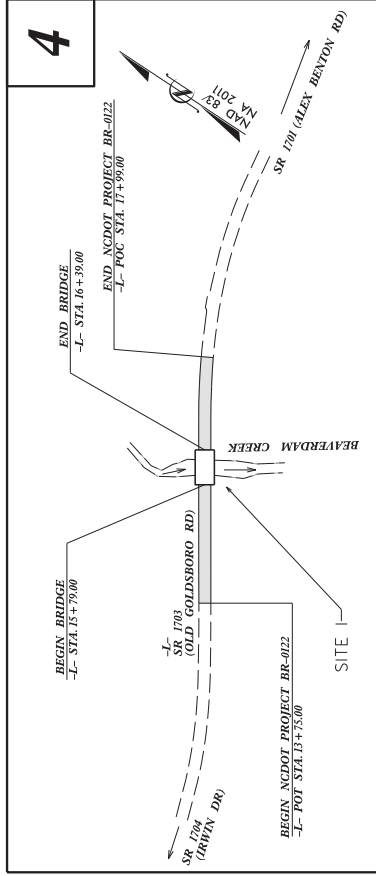 4
BEGIN BRIDGE
-L- STA. 15+79.00
END BRIDGE
-L- STA. 16+39.00
END NCDOT PROJECT BR-0122
-L- POC STA. 17+99.00
NAD 83/
NA 2011
SR 1701 (ALEX BENTON RD)
-L-
SR 1703
(OLD GOLDSBORO RD)
BEAVERDAM CREEK
SR 1704
(IRWIN DR)
BEGIN NCDOT PROJECT BR-0122
-L- POT STA. 13+75.00
SITE 1